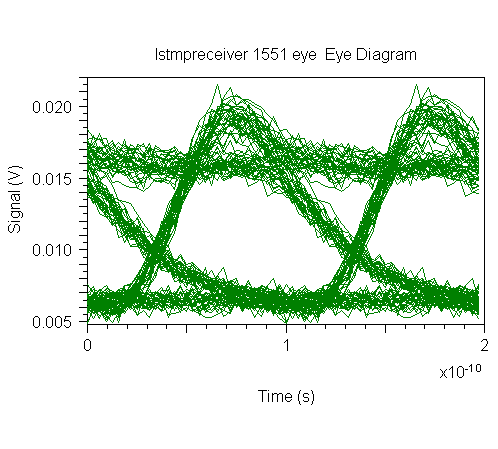 lstmpreceiver 1551 eye  Eye Diagram
0.020
0.015
0.010
0.005
Signal (V)
0
1
2
x10-10
Time (s)